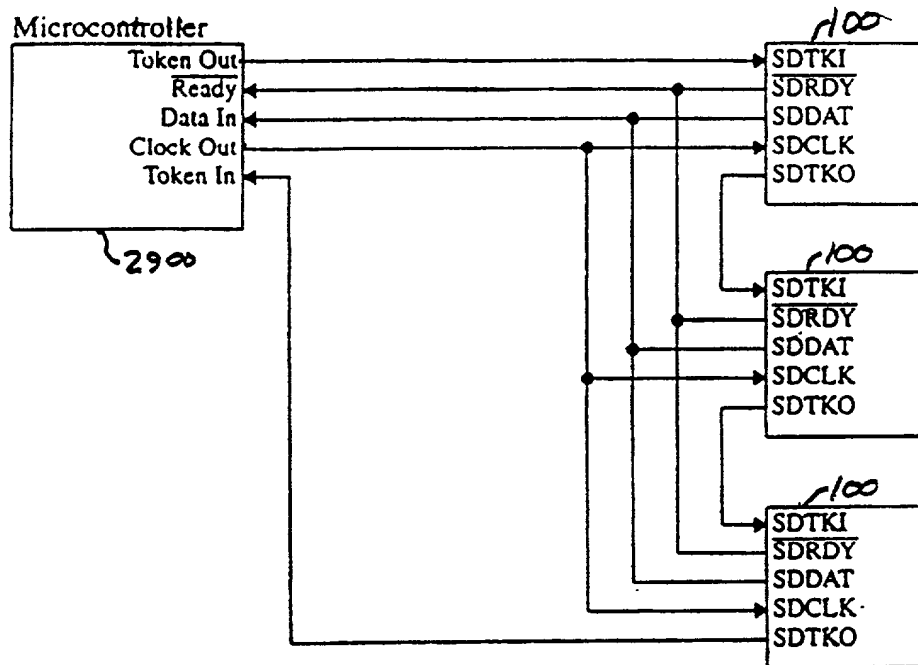 Microcontroller
Token Out
Ready
Data In
Clock Out
Token In
2900
100
SDTKI
SDRDY
SDDAT
SDCLK
SDTKO
100
SDTKI
SDRDY
SDDAT
SDCLK
SDTKO
100
SDTKI
SDRDY
SDDAT
SDCLK
SDTKO